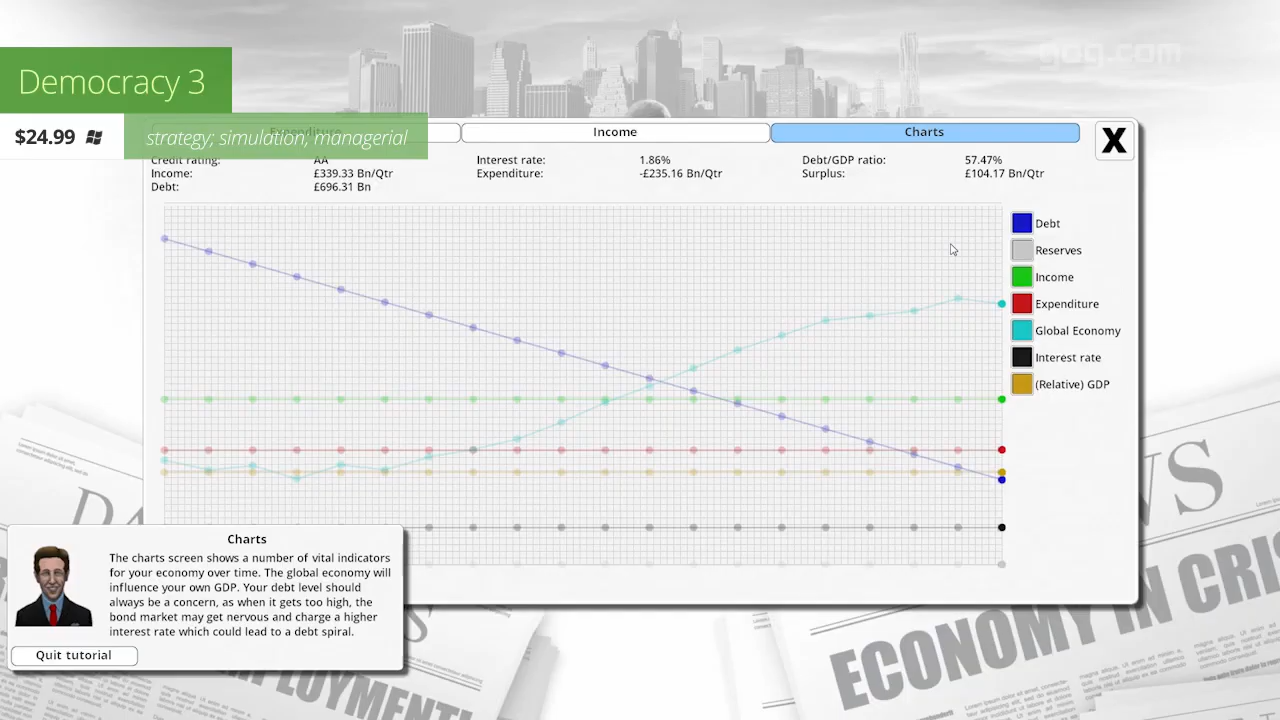 gog.com
Democracy 3
$24.99
strategy; simulation; managerial
Expenditure
Income
Charts
X
Credit rating: AA
Interest rate: 1.86%
Debt/GDP ratio: 57.47%
Income: £339.33 Bn/Qtr
Expenditure: -£235.16 Bn/Qtr
Surplus: £104.17 Bn/Qtr
Debt: £696.31 Bn
Debt
Reserves
Income
Expenditure
Global Economy
Interest rate
(Relative) GDP
Charts
The charts screen shows a number of vital indicators
for your economy over time. The global economy will
influence your own GDP. Your debt level should
always be a concern, as when it gets too high, the
bond market may get nervous and charge a higher
interest rate which could lead to a debt spiral.
Quit tutorial
ECONOMY IN CRIS